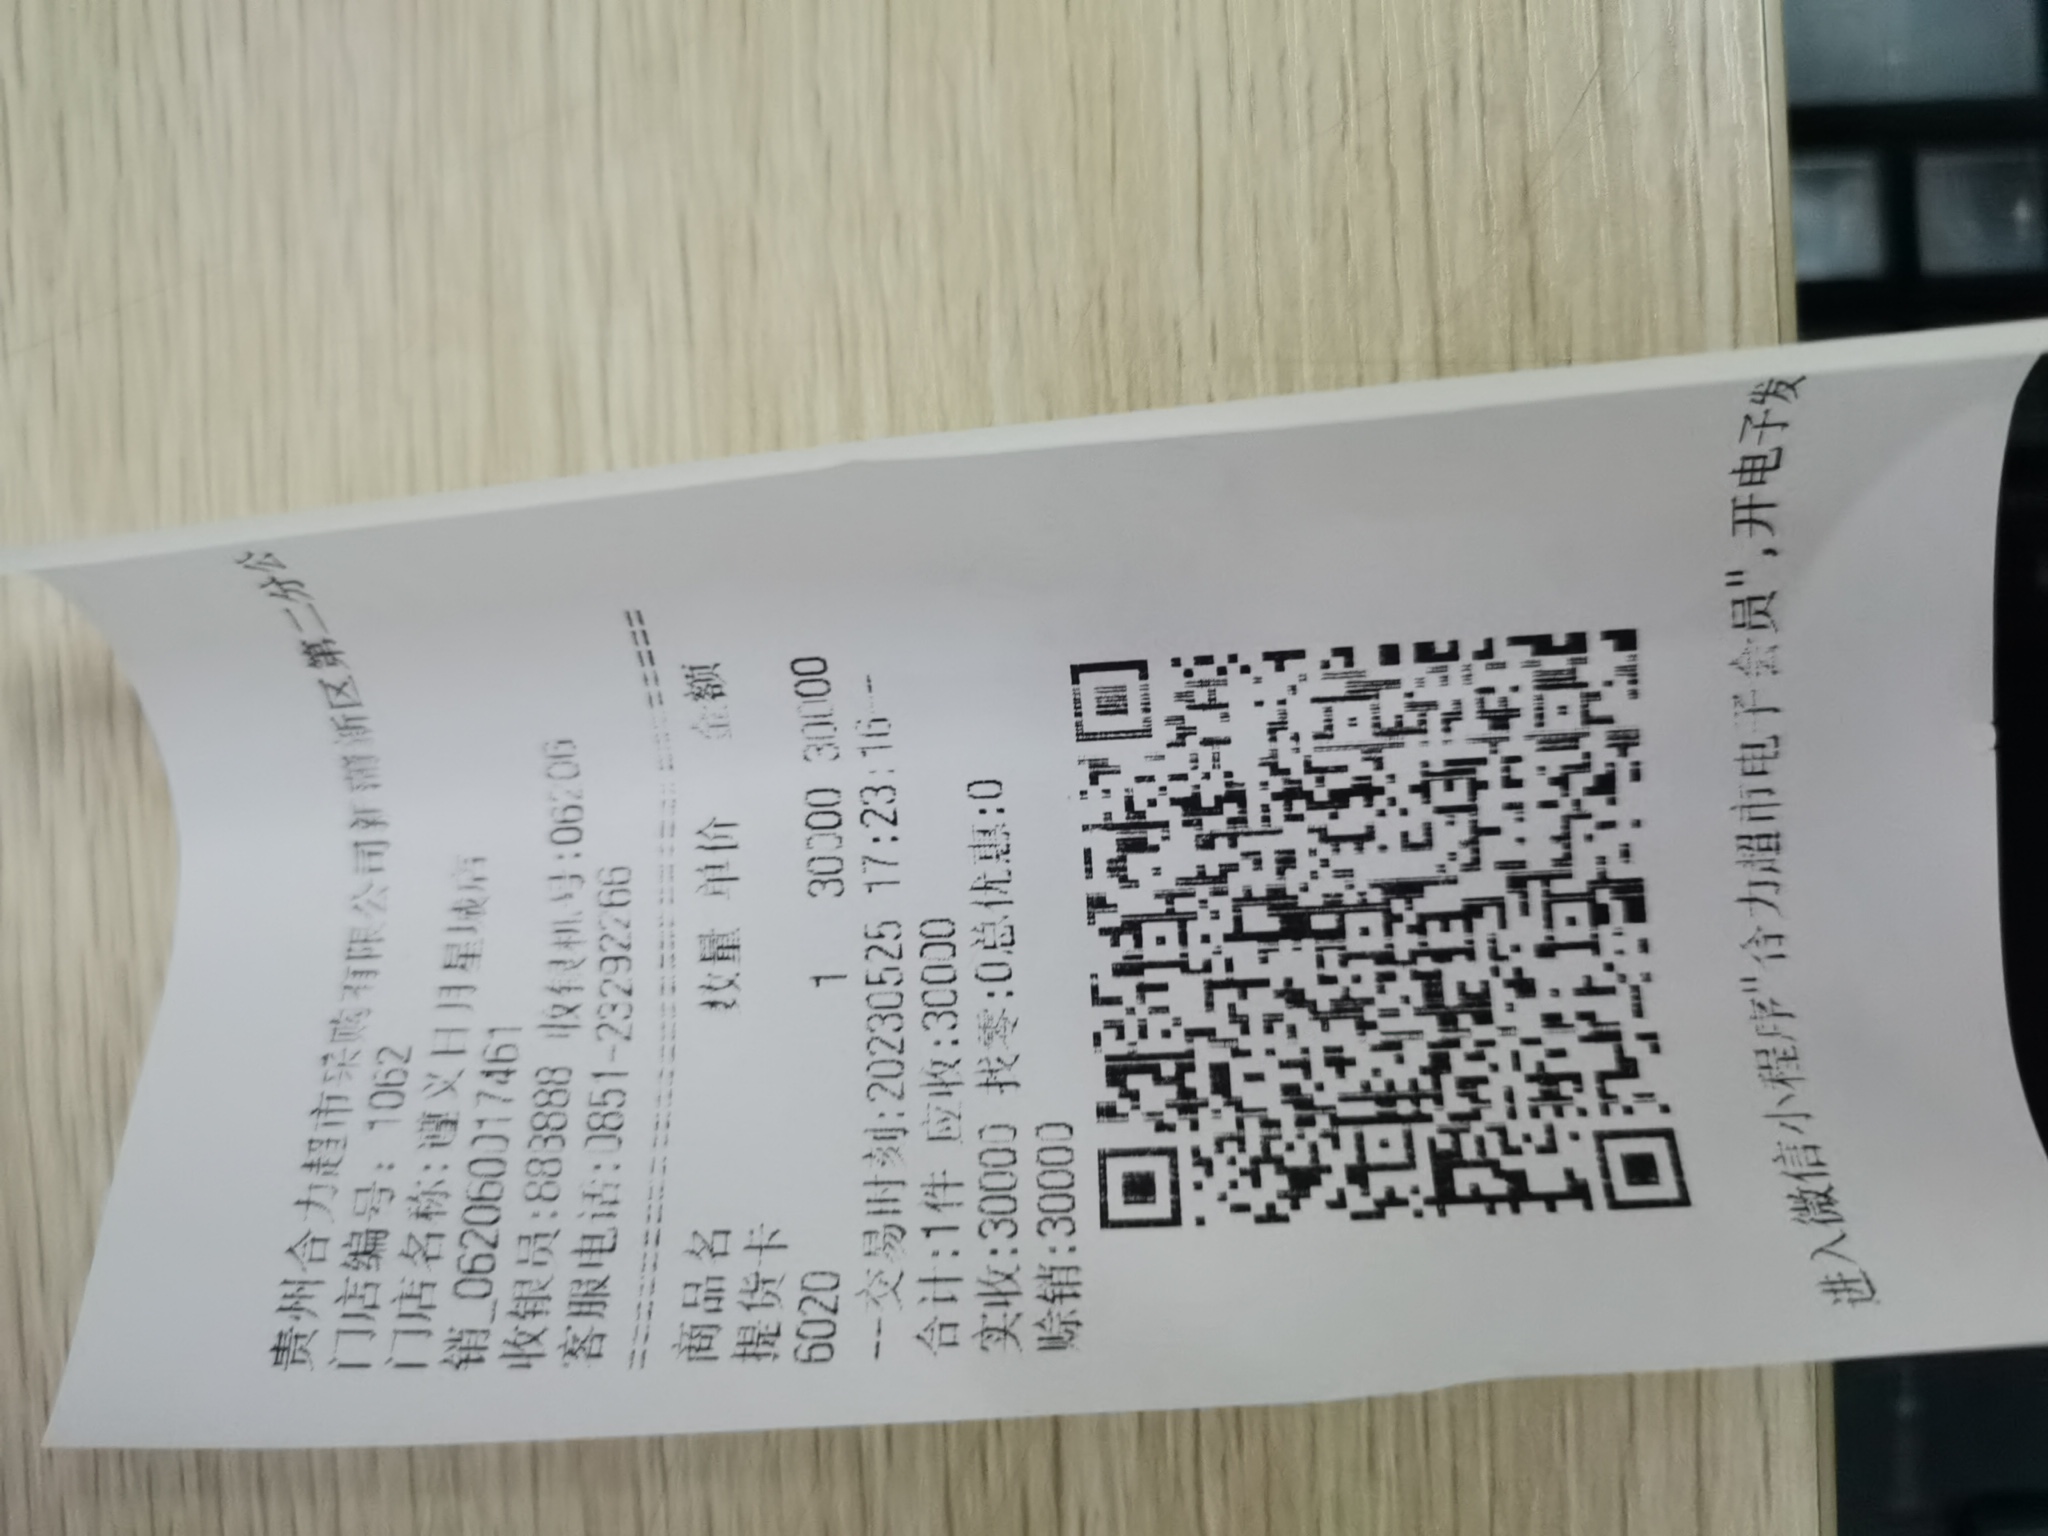 贵州合力超市采购有限公司新蒲新区第二分公
门店编号: 1062
门店名称:遵义日月星城店
销_062060017461
收银员:883888 收银机号:06206
客服电话:0851-23292266
商品名 数量 单价 金额
提货卡
6020 1 30000 30000
---交易时刻:20230525 17:23:16---
合计:1件 应收:30000
实收:30000 找零:0总优惠:0
赊销:30000
进入微信小程序"合力超市电子会员",开电子发